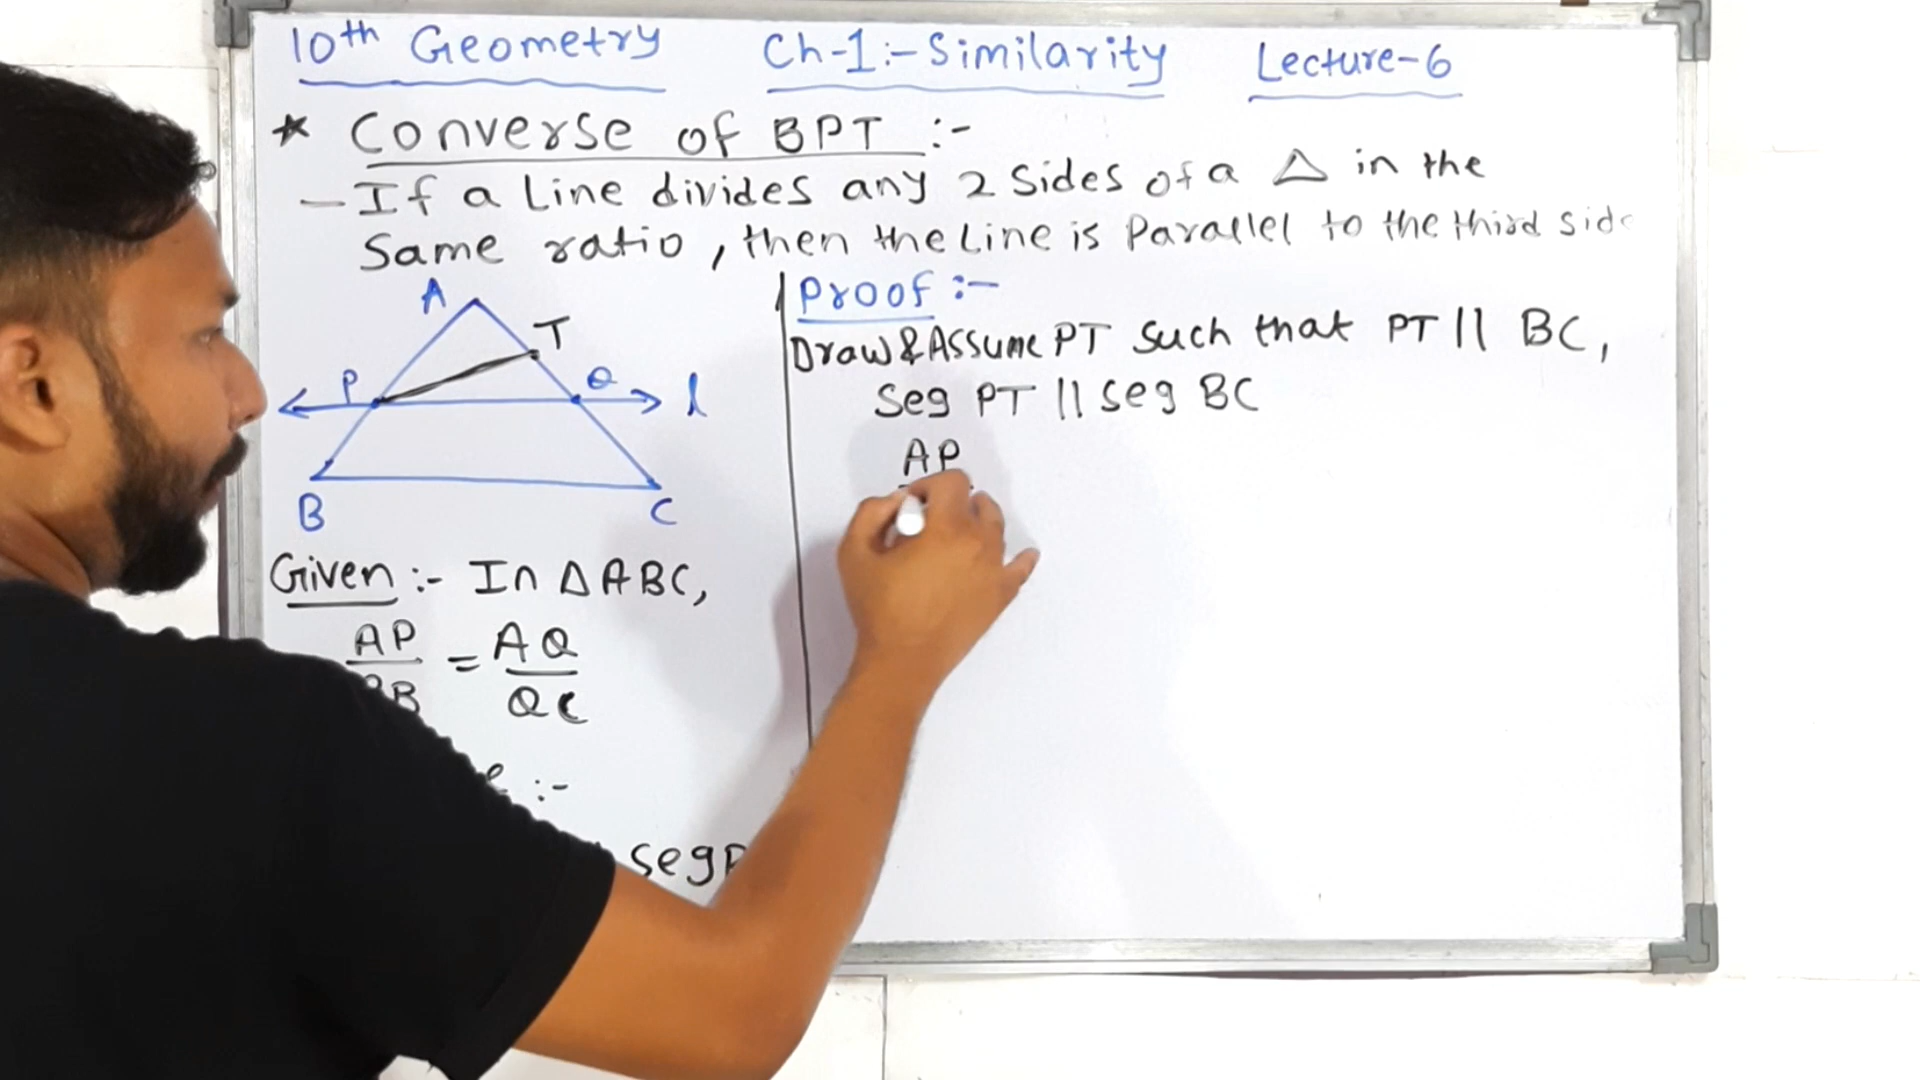 10th Geometry Ch-1:- Similarity Lecture-6
* Converse of BPT :-
- If a Line divides any 2 sides of a △ in the
Same ratio, then the Line is Parallel to the third side
A
T
P Q l
B C
Given :- In △ABC,
AP = AQ
PB QC
:-
seg
Proof :-
Draw & Assume PT Such that PT || BC,
Seg PT || seg BC
AP